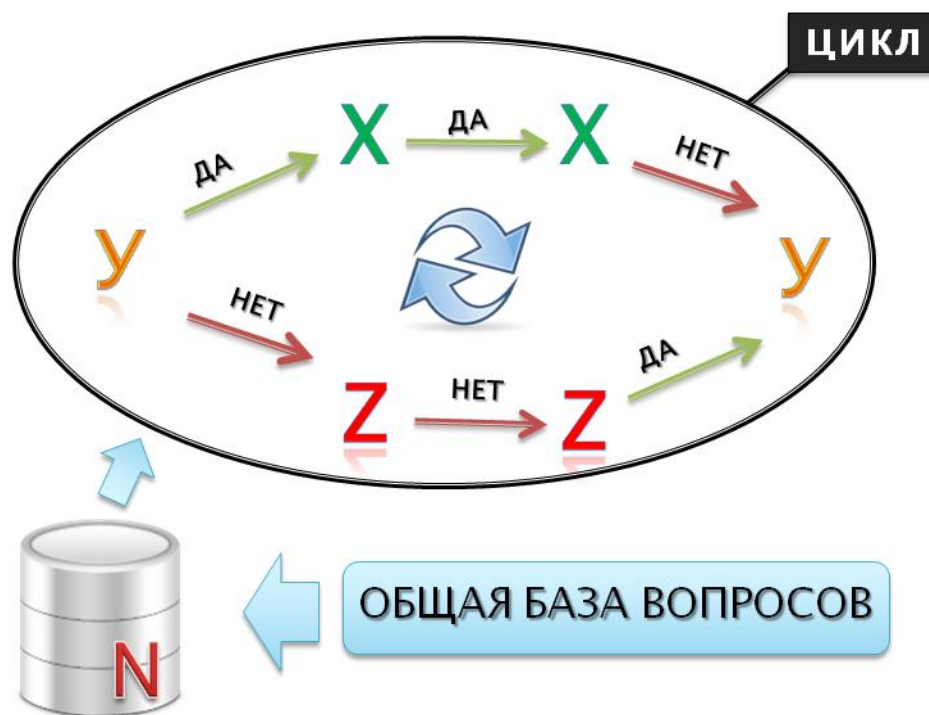 ЦИКЛ
ДА
X
ДА
X
НЕТ
У
У
НЕТ
Z
НЕТ
Z
ДА
N
ОБЩАЯ БАЗА ВОПРОСОВ